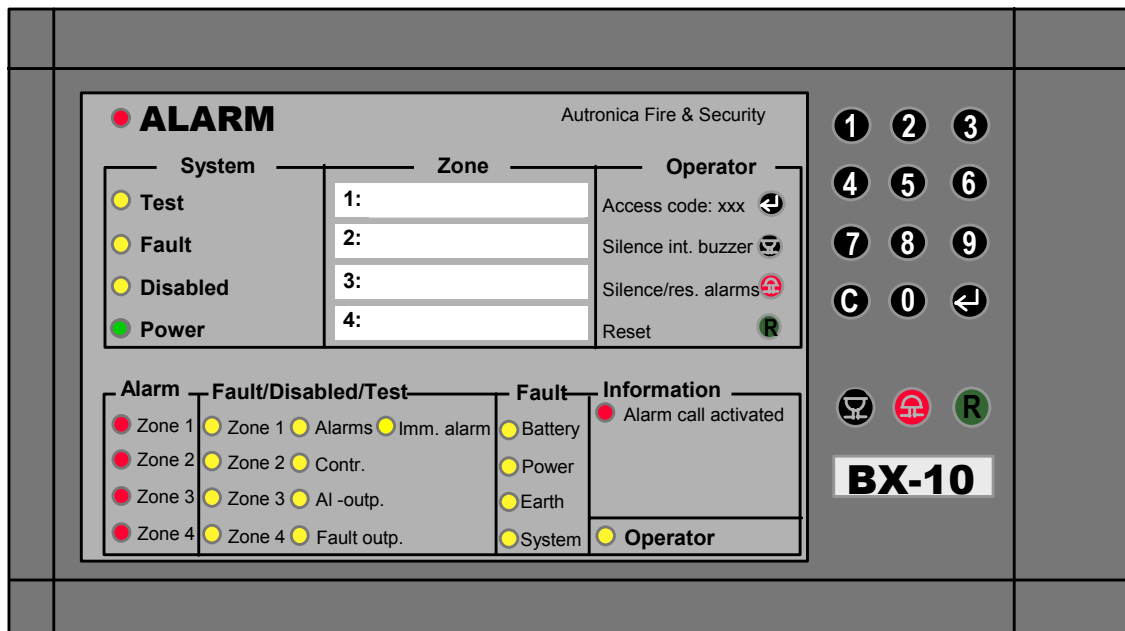 ALARM
Autronica Fire & Security
System
Test
Fault
Disabled
Power
Zone
1:
2:
3:
4:
Operator
Access code: xxx
Silence int. buzzer
Silence/res. alarms
Reset R
Alarm
Zone 1
Zone 2
Zone 3
Zone 4
Fault/Disabled/Test
Zone 1 Alarms Imm. alarm
Zone 2 Contr.
Zone 3 Al -outp.
Zone 4 Fault outp.
Fault
Battery
Power
Earth
System
Information
Alarm call activated
Operator
1 2 3
4 5 6
7 8 9
C 0
R
BX-10